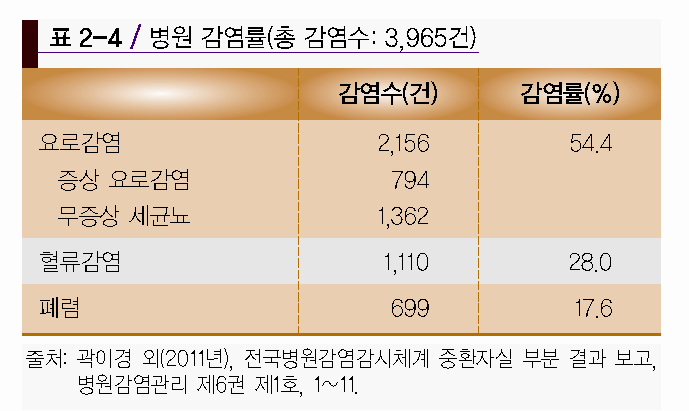 표 2-4 / 병원 감염률(총 감염수: 3,965건)
감염수(건) 감염률(%)
요로감염 2,156 54.4
증상 요로감염 794
무증상 세균뇨 1,362
혈류감염 1,110 28.0
폐렴 699 17.6
출처: 곽이경 외(2011년), 전국병원감염감시체계 중환자실 부분 결과 보고,
병원감염관리 제6권 제1호, 1~11.